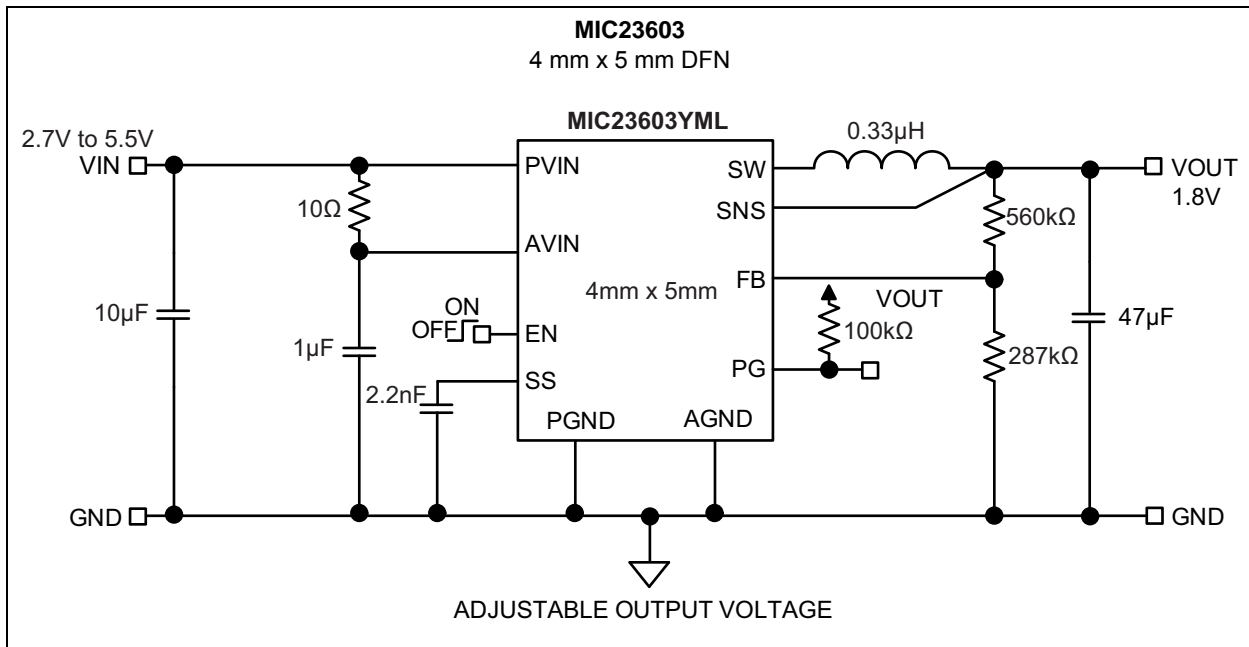 MIC23603
4 mm x 5 mm DFN
MIC23603YML
2.7V to 5.5V
VIN
PVIN
SW
0.33µH
VOUT
1.8V
SNS
10Ω
560kΩ
AVIN
FB
4mm x 5mm
VOUT
10µF
ON
OFF
EN
100kΩ
47µF
1µF
287kΩ
PG
SS
2.2nF
PGND
AGND
GND
GND
ADJUSTABLE OUTPUT VOLTAGE